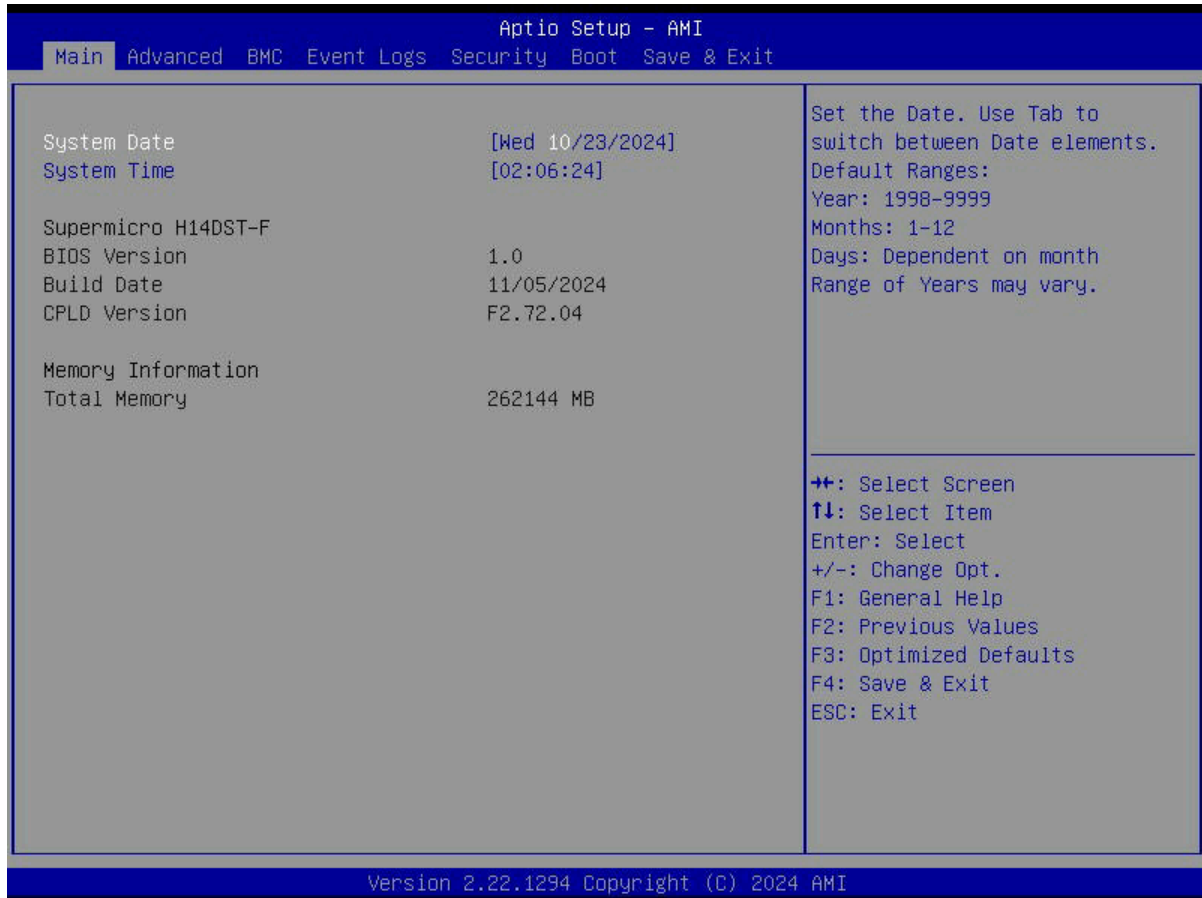 Aptio Setup – AMI
Main Advanced BMC Event Logs Security Boot Save & Exit
System Date [Wed 10/23/2024]
System Time [02:06:24]
Supermicro H14DST-F
BIOS Version 1.0
Build Date 11/05/2024
CPLD Version F2.72.04
Memory Information
Total Memory 262144 MB
Set the Date. Use Tab to
switch between Date elements.
Default Ranges:
Year: 1998-9999
Months: 1-12
Days: Dependent on month
Range of Years may vary.
→←: Select Screen
↑↓: Select Item
Enter: Select
+/-: Change Opt.
F1: General Help
F2: Previous Values
F3: Optimized Defaults
F4: Save & Exit
ESC: Exit
Version 2.22.1294 Copyright (C) 2024 AMI